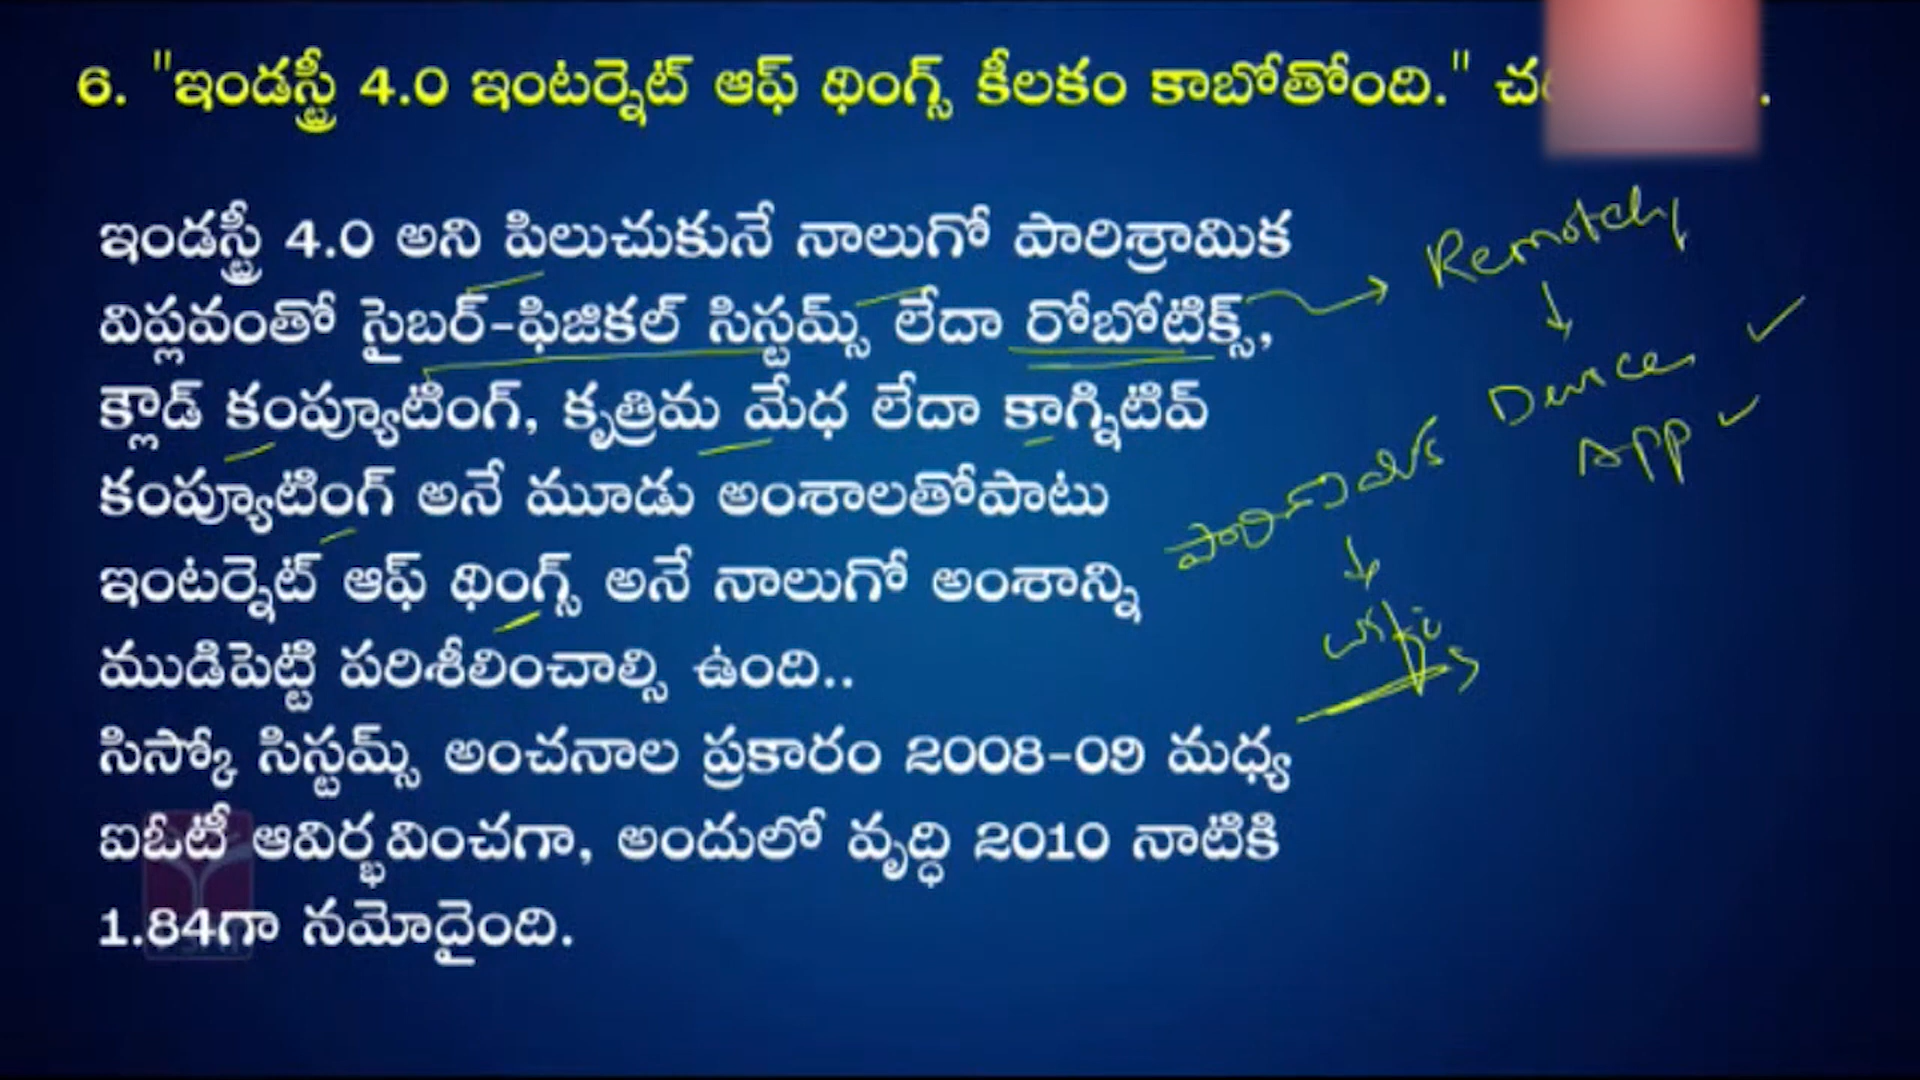 6. "ఇండస్ట్రీ 4.0 ఇంటర్నెట్ ఆఫ్ థింగ్స్ కీలకం కాబోతోంది."
ఇండస్ట్రీ 4.0 అని పిలుచుకునే నాలుగో పారిశ్రామిక
విప్లవంతో సైబర్-ఫిజికల్ సిస్టమ్స్ లేదా రోబోటిక్స్,
క్లౌడ్ కంప్యూటింగ్, కృత్రిమ మేధ లేదా కాగ్నిటివ్
కంప్యూటింగ్ అనే మూడు అంశాలతోపాటు
ఇంటర్నెట్ ఆఫ్ థింగ్స్ అనే నాలుగో అంశాన్ని
ముడిపెట్టి పరిశీలించాల్సి ఉంది..
సిస్కో సిస్టమ్స్ అంచనాల ప్రకారం 2008-09 మధ్య
ఐఓటీ ఆవిర్భవించగా, అందులో వృద్ధి 2010 నాటికి
1.84గా నమోదైంది.
Remotely
Device
App